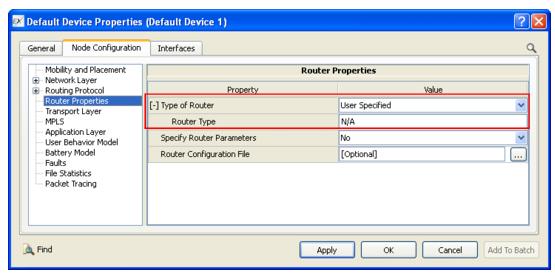 Default Device Properties (Default Device 1)
General Node Configuration Interfaces
Mobility and Placement
Network Layer
Routing Protocol
Router Properties
Transport Layer
MPLS
Application Layer
User Behavior Model
Battery Model
Faults
File Statistics
Packet Tracing
Router Properties
Property Value
[-] Type of Router User Specified
Router Type N/A
Specify Router Parameters No
Router Configuration File [Optional] ...
Find Apply OK Cancel Add To Batch